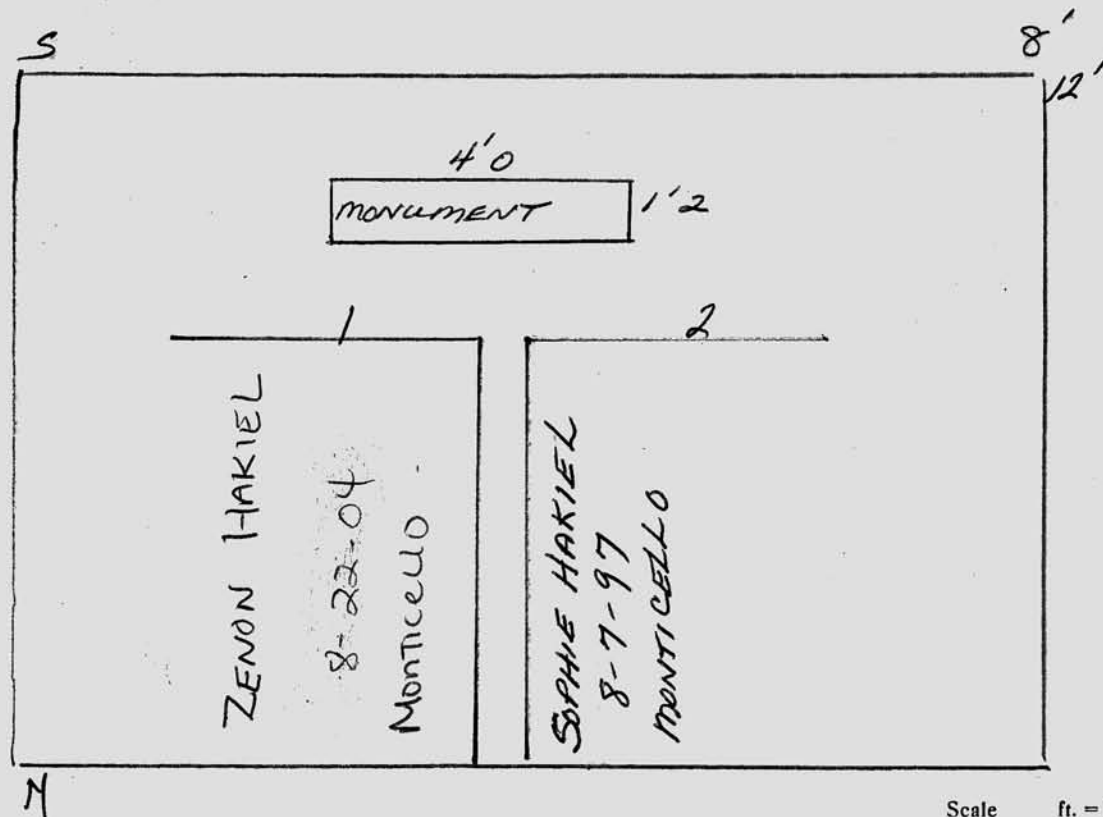 S
8'
12'
4'0
MONUMENT
1'2
1
2
ZENON HAKIEL
8-22-04
Monticello
SOPHIE HAKIEL
8-7-97
MONTICELLO
N
Scale ft. =